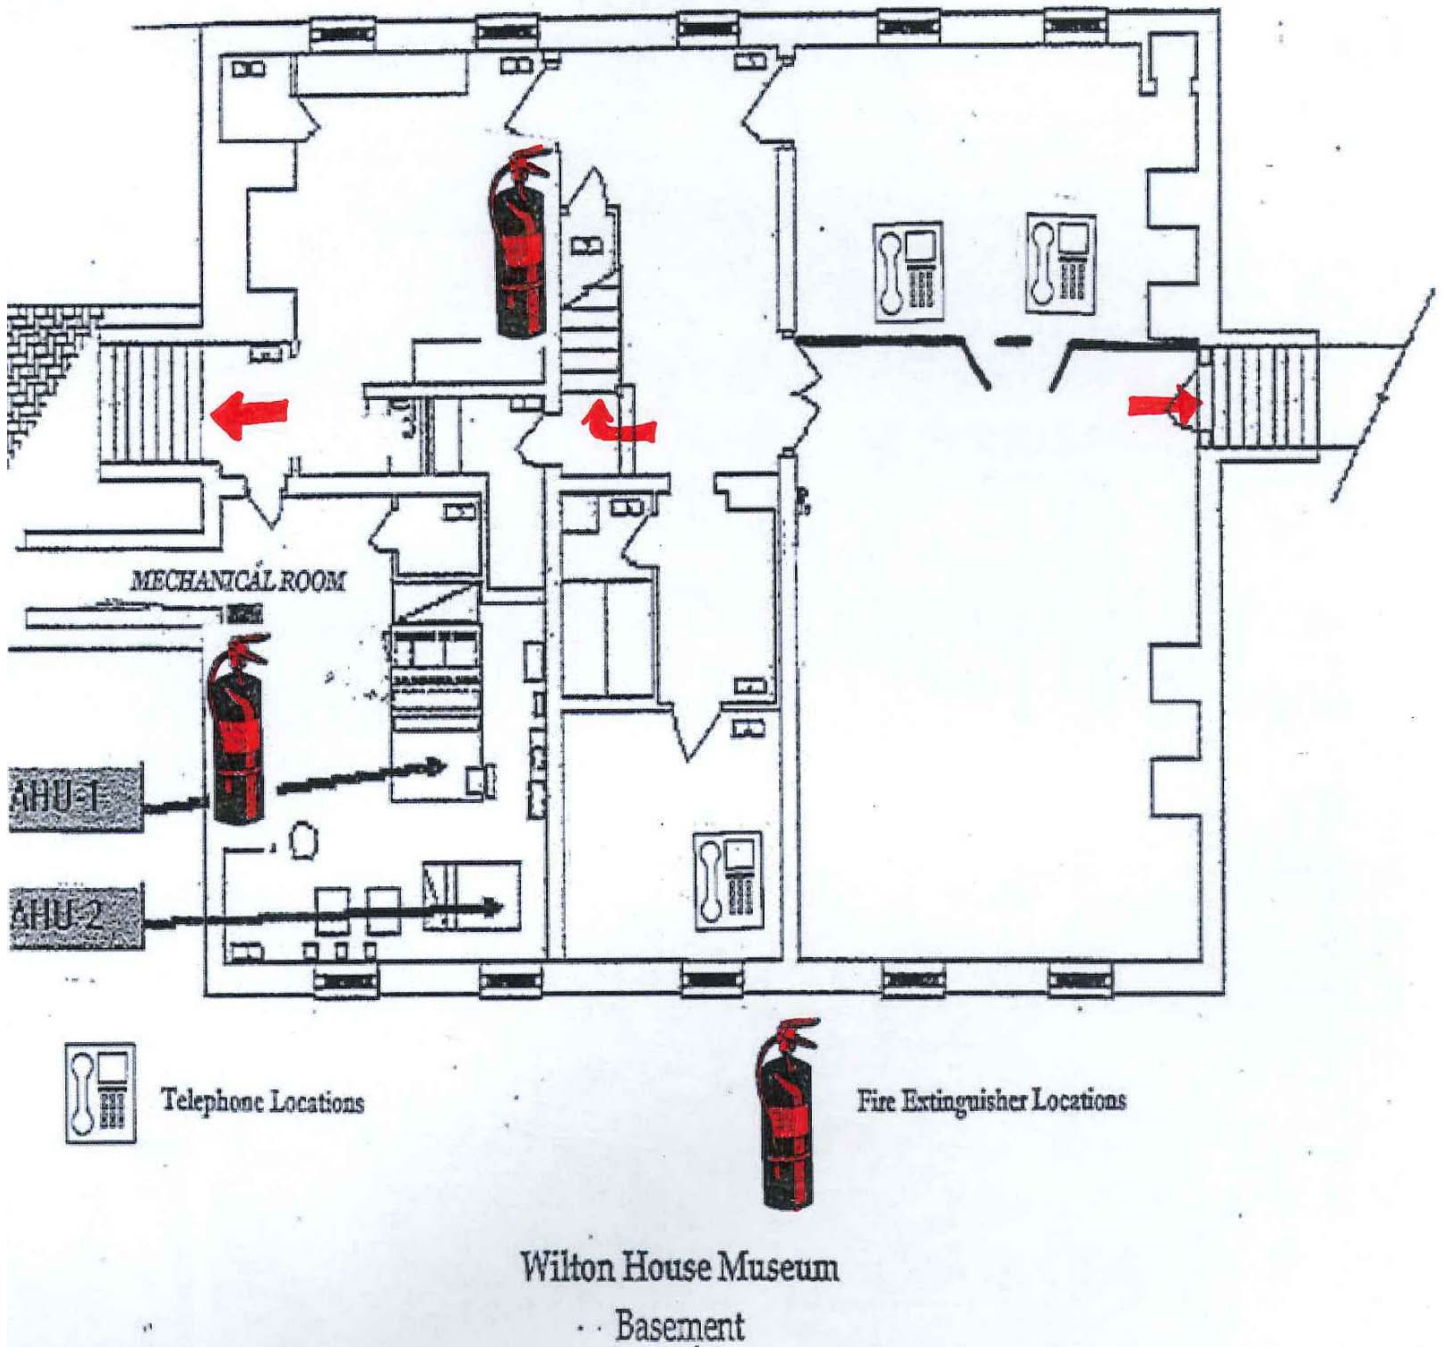 MECHANICAL ROOM
AHU-1
AHU-2
Telephone Locations
Fire Extinguisher Locations
Wilton House Museum
Basement